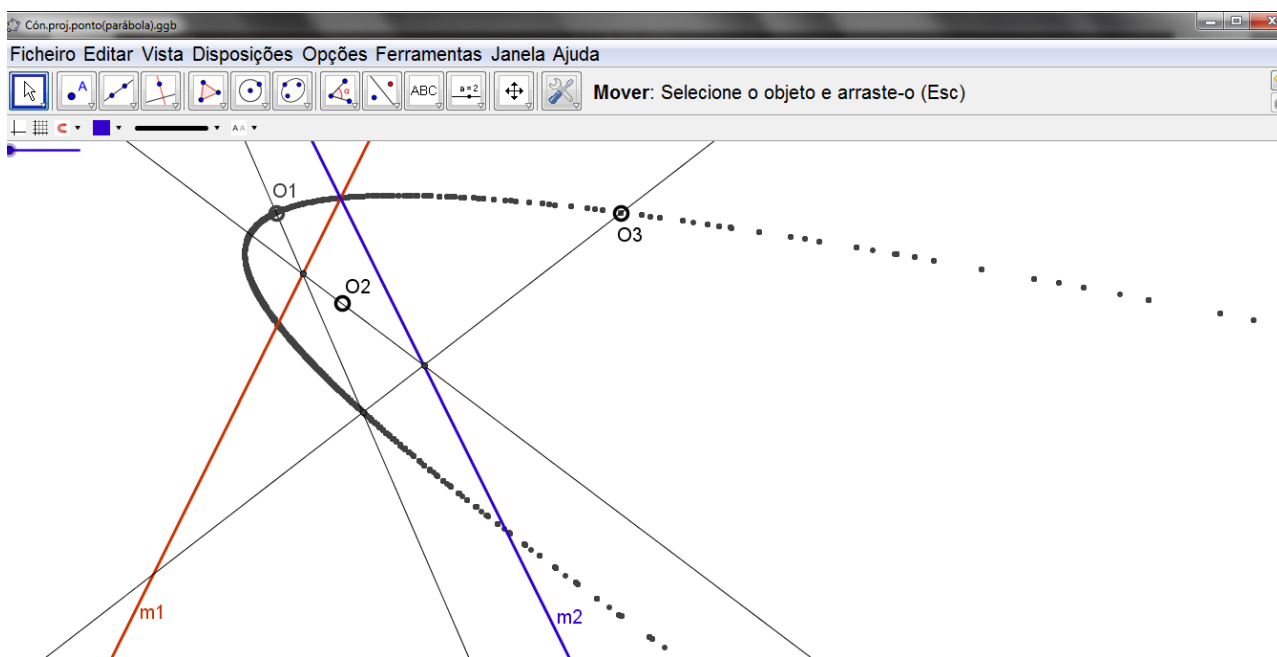 Cón.proj.ponto(parábola).ggb
Ficheiro Editar Vista Disposições Opções Ferramentas Janela Ajuda
A α ABC a=2 Mover: Selecione o objeto e arraste-o (Esc)
A A
O1
O3
O2
m1
m2